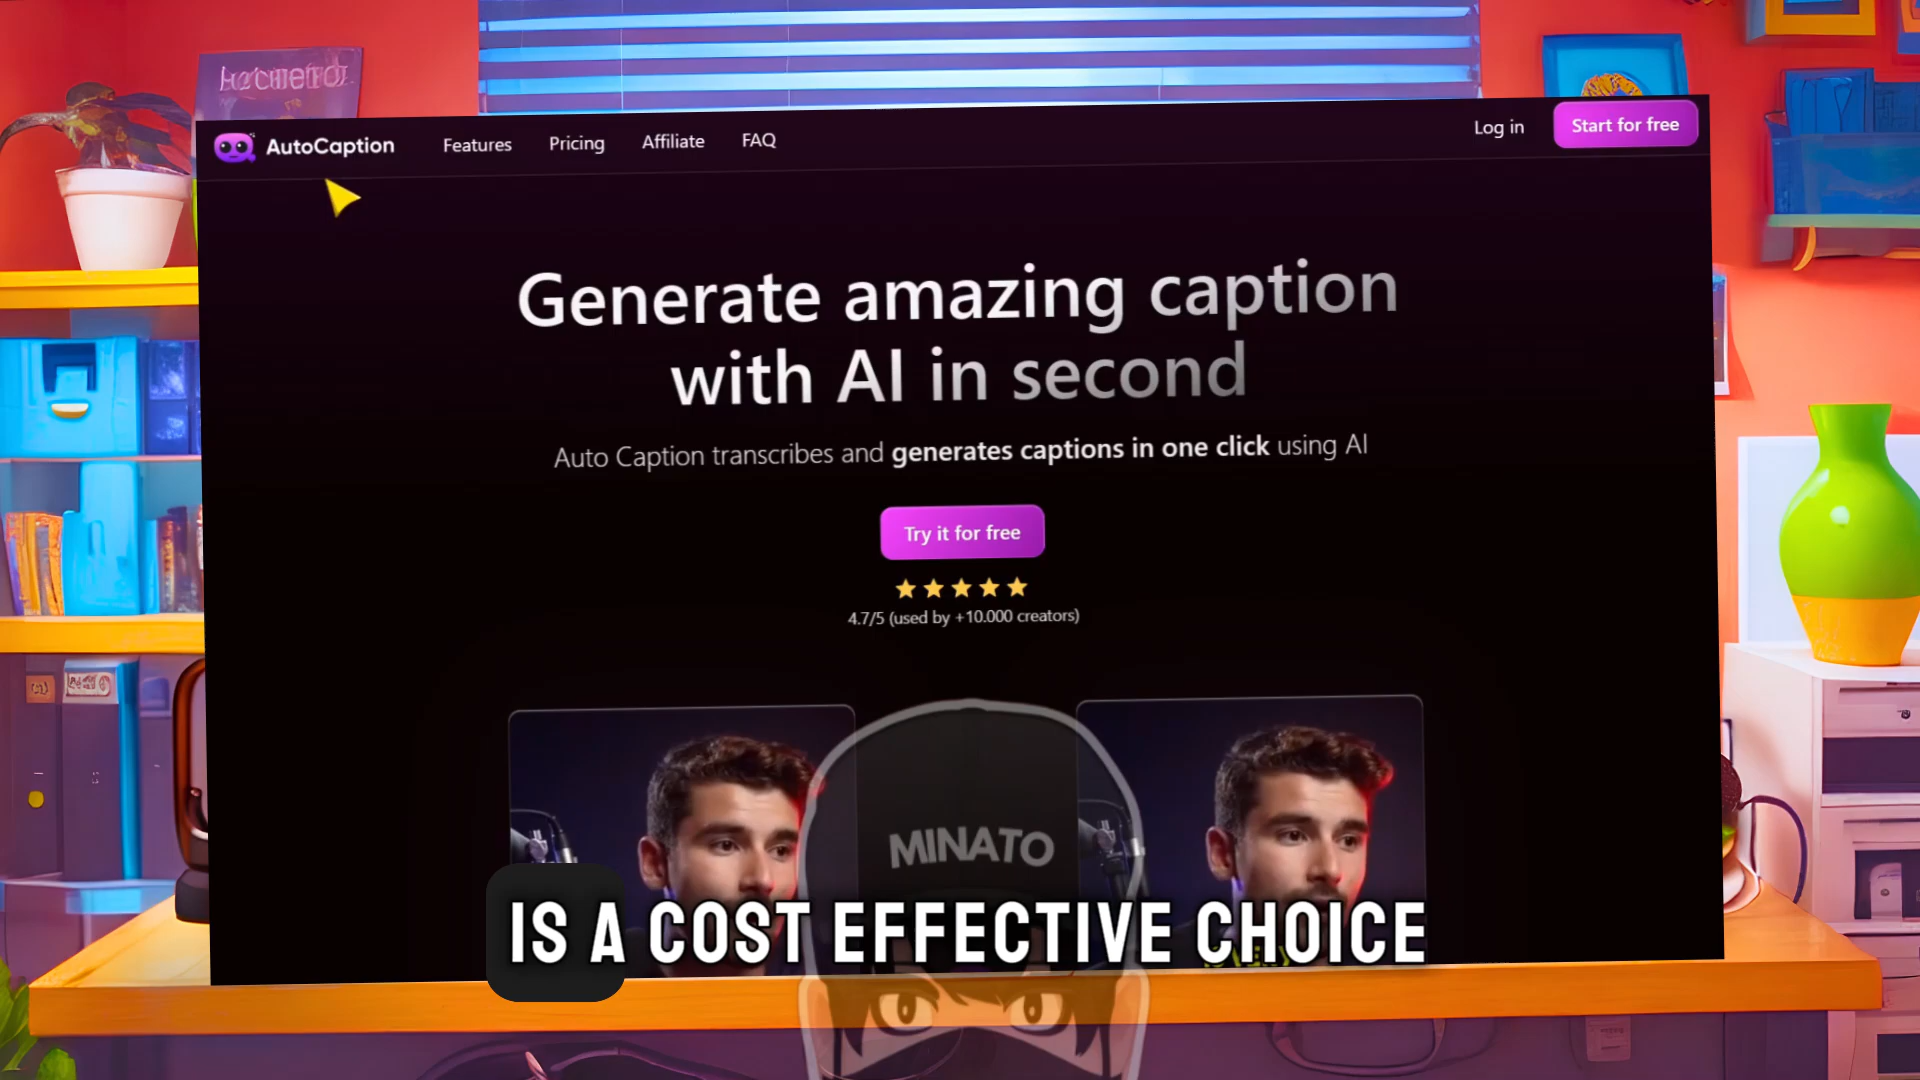 AutoCaption
Features
Pricing
Affiliate
FAQ
Log in
Start for free
Generate amazing caption
with AI in second
Auto Caption transcribes and generates captions in one click using AI
Try it for free
4.7/5 (used by +10.000 creators)
MINATO
IS A COST EFFECTIVE CHOICE